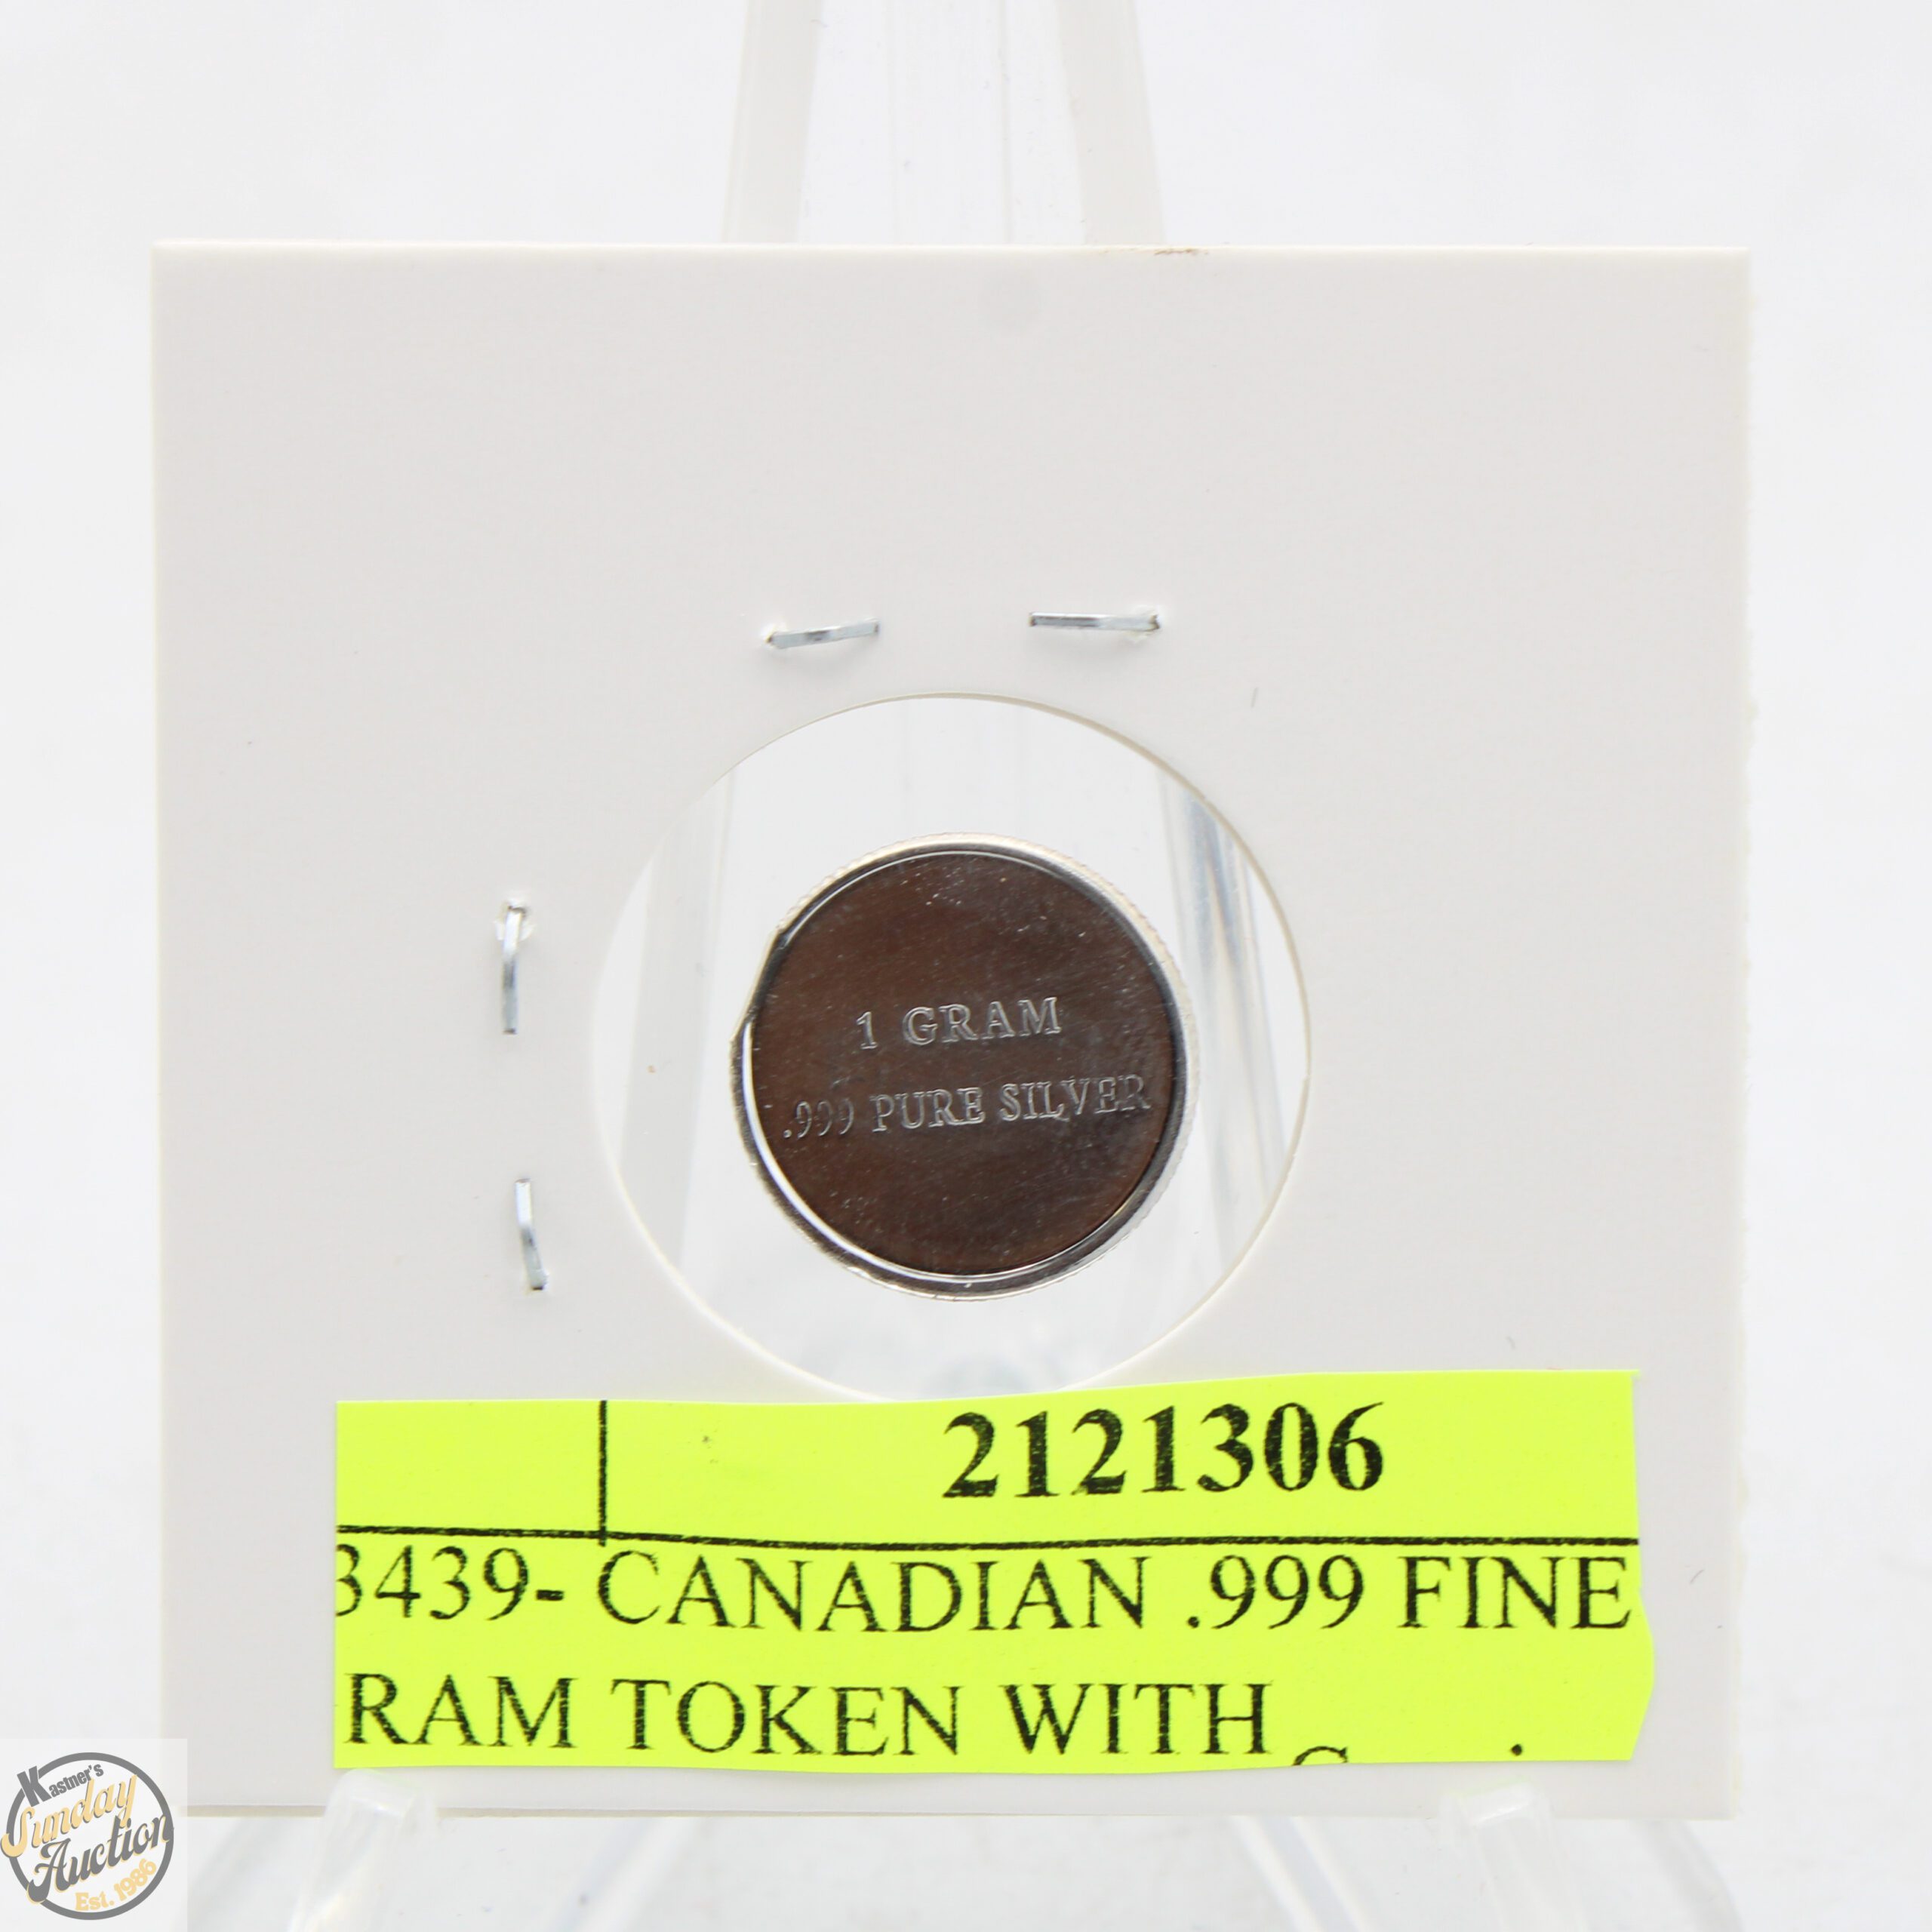 1 GRAM
.999 PURE SILVER
2121306
3439- CANADIAN .999 FINE
RAM TOKEN WITH
Kastner's
Sunday
Auction
Est. 1986